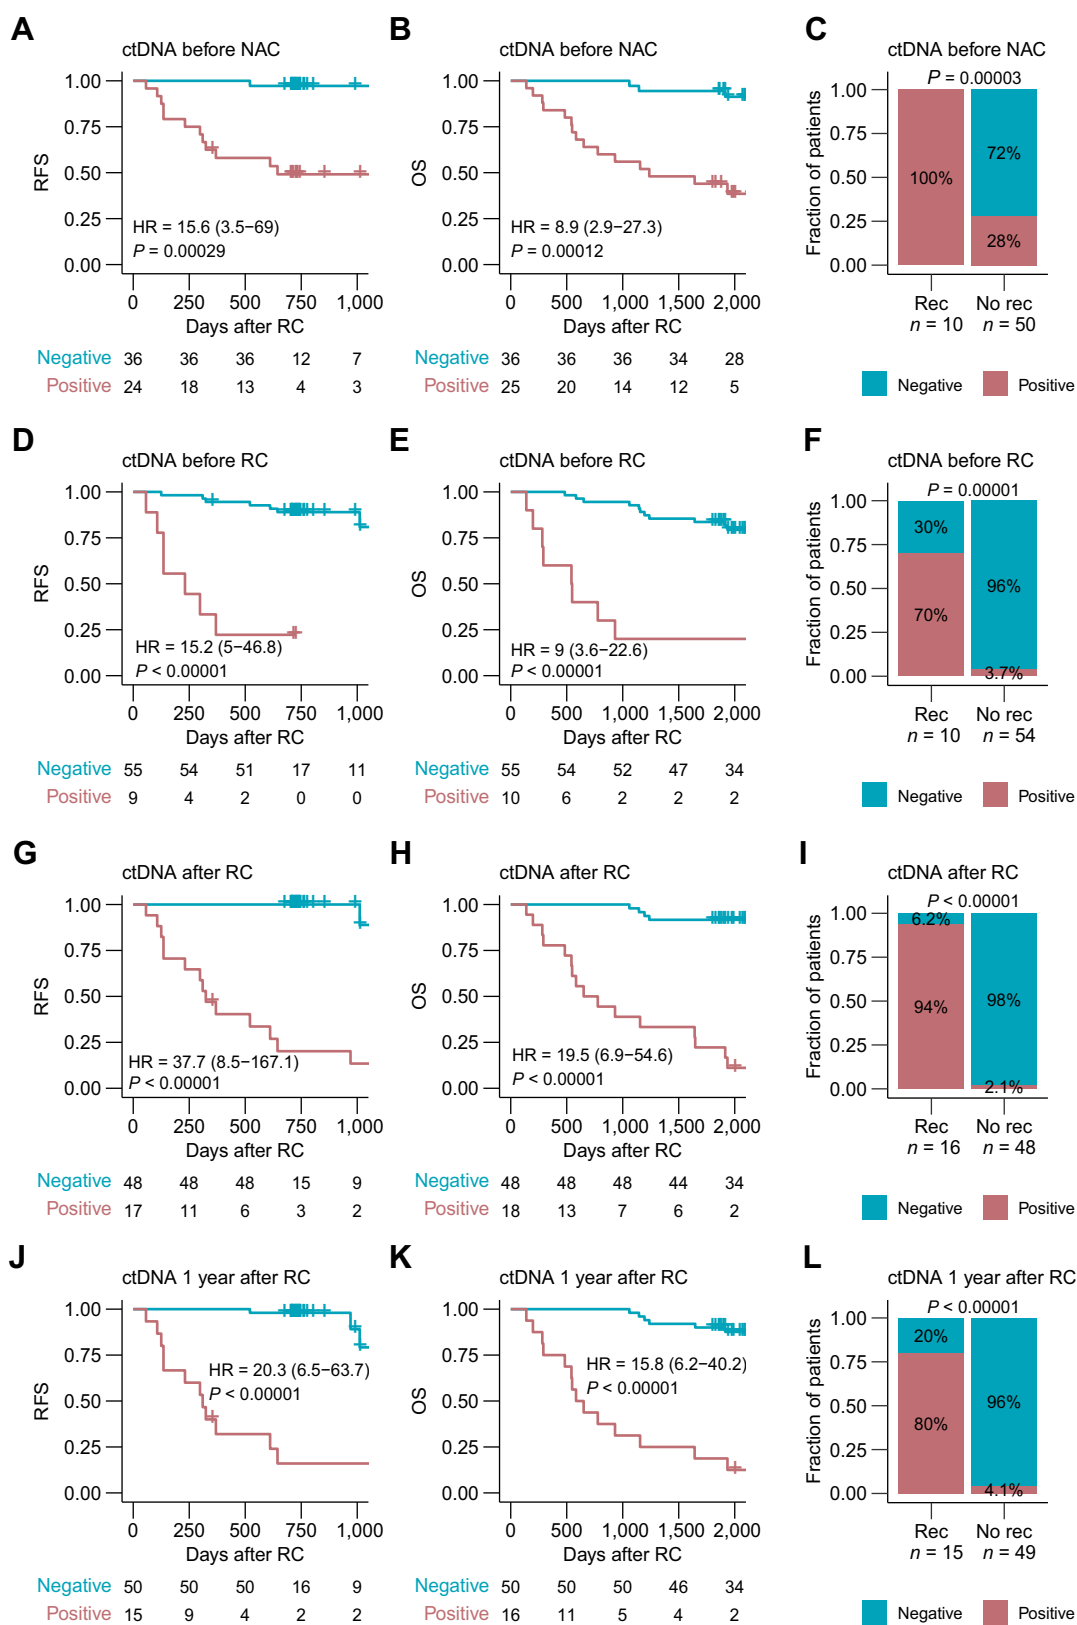 A
ctDNA before NAC
RFS
1.00
0.75
0.50
0.25
0.00
HR = 15.6 (3.5–69)
P = 0.00029
0 250 500 750 1,000
Days after RC
Negative 36 36 36 12 7
Positive 24 18 13 4 3
B
ctDNA before NAC
OS
1.00
0.75
0.50
0.25
0.00
HR = 8.9 (2.9–27.3)
P = 0.00012
0 500 1,000 1,500 2,000
Days after RC
Negative 36 36 36 34 28
Positive 25 20 14 12 5
C
ctDNA before NAC
P = 0.00003
Fraction of patients
1.00
0.75
0.50
0.25
0.00
100%
72%
28%
Rec No rec
n = 10 n = 50
Negative Positive
D
ctDNA before RC
RFS
1.00
0.75
0.50
0.25
0.00
HR = 15.2 (5–46.8)
P < 0.00001
0 250 500 750 1,000
Days after RC
Negative 55 54 51 17 11
Positive 9 4 2 0 0
E
ctDNA before RC
OS
1.00
0.75
0.50
0.25
0.00
HR = 9 (3.6–22.6)
P < 0.00001
0 500 1,000 1,500 2,000
Days after RC
Negative 55 54 52 47 34
Positive 10 6 2 2 2
F
ctDNA before RC
P = 0.00001
Fraction of patients
1.00
0.75
0.50
0.25
0.00
30%
70%
96%
3.7%
Rec No rec
n = 10 n = 54
Negative Positive
G
ctDNA after RC
RFS
1.00
0.75
0.50
0.25
0.00
HR = 37.7 (8.5–167.1)
P < 0.00001
0 250 500 750 1,000
Days after RC
Negative 48 48 48 15 9
Positive 17 11 6 3 2
H
ctDNA after RC
OS
1.00
0.75
0.50
0.25
0.00
HR = 19.5 (6.9–54.6)
P < 0.00001
0 500 1,000 1,500 2,000
Days after RC
Negative 48 48 48 44 34
Positive 18 13 7 6 2
I
ctDNA after RC
P < 0.00001
Fraction of patients
1.00
0.75
0.50
0.25
0.00
6.2%
94%
98%
2.1%
Rec No rec
n = 16 n = 48
Negative Positive
J
ctDNA 1 year after RC
RFS
1.00
0.75
0.50
0.25
0.00
HR = 20.3 (6.5–63.7)
P < 0.00001
0 250 500 750 1,000
Days after RC
Negative 50 50 50 16 9
Positive 15 9 4 2 2
K
ctDNA 1 year after RC
OS
1.00
0.75
0.50
0.25
0.00
HR = 15.8 (6.2–40.2)
P < 0.00001
0 500 1,000 1,500 2,000
Days after RC
Negative 50 50 50 46 34
Positive 16 11 5 4 2
L
ctDNA 1 year after RC
P < 0.00001
Fraction of patients
1.00
0.75
0.50
0.25
0.00
20%
80%
96%
4.1%
Rec No rec
n = 15 n = 49
Negative Positive